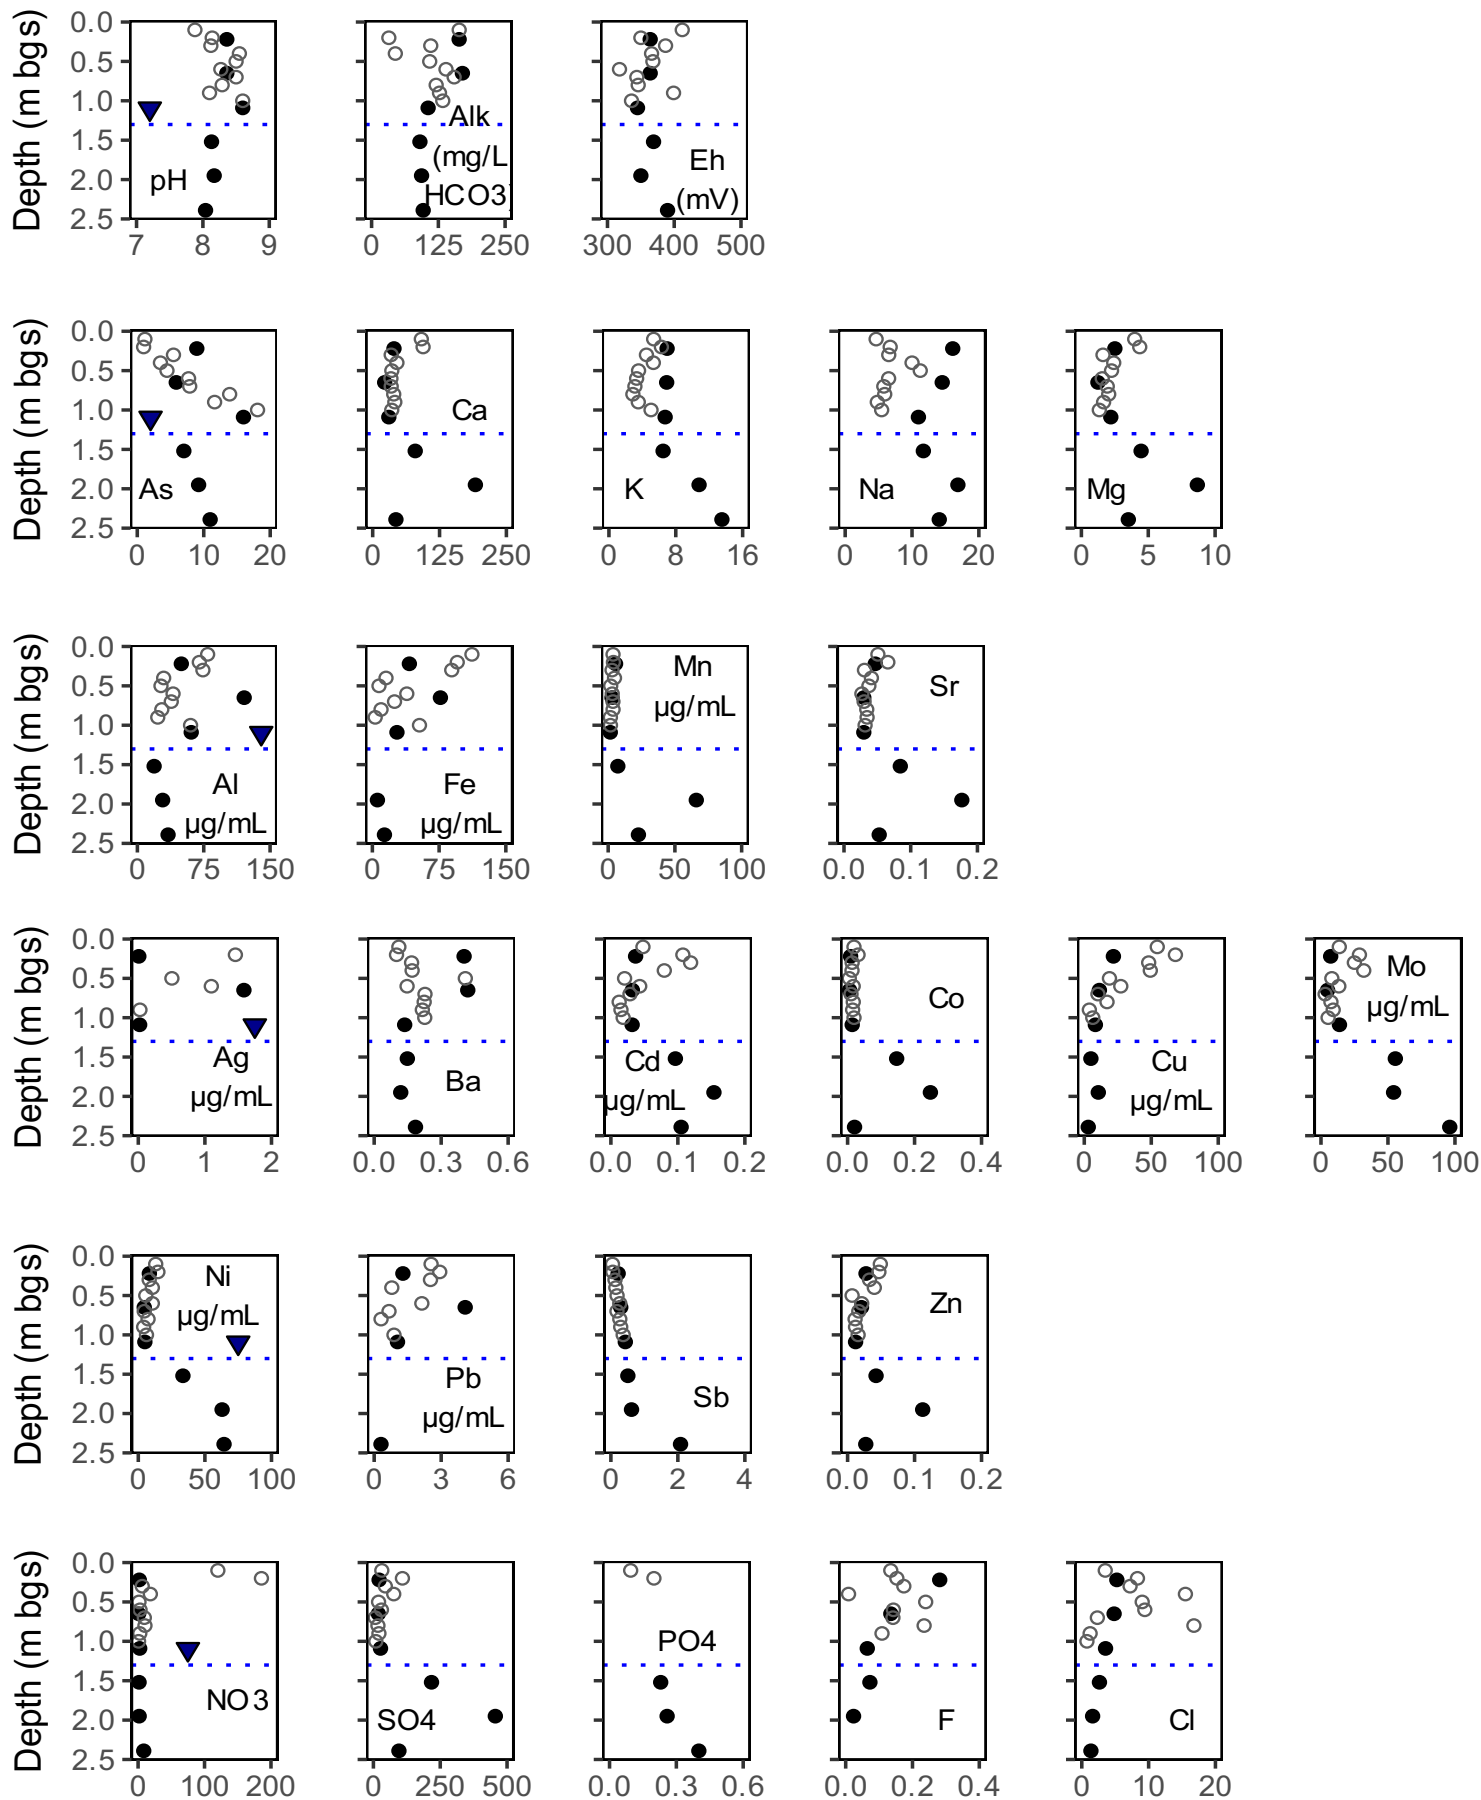 Depth (m bgs)
0.0
0.5
1.0
1.5
2.0
2.5
pH
7 8 9
Alk
(mg/L
HCO3
0 125 250
Eh
(mV)
300 400 500
Depth (m bgs)
0.0
0.5
1.0
1.5
2.0
2.5
As
0 10 20
Ca
0 125 250
K
0 8 16
Na
0 10 20
Mg
0 5 10
Depth (m bgs)
0.0
0.5
1.0
1.5
2.0
2.5
Al
µg/mL
0 75 150
Fe
µg/mL
0 75 150
Mn
µg/mL
0 50 100
Sr
0.0 0.1 0.2
Depth (m bgs)
0.0
0.5
1.0
1.5
2.0
2.5
Ag
µg/mL
0 1 2
Ba
0.0 0.3 0.6
Cd
µg/mL
0.0 0.1 0.2
Co
0.0 0.2 0.4
Cu
µg/mL
0 50 100
Mo
µg/mL
0 50 100
Depth (m bgs)
0.0
0.5
1.0
1.5
2.0
2.5
Ni
µg/mL
0 50 100
Pb
µg/mL
0 3 6
Sb
0 2 4
Zn
0.0 0.1 0.2
Depth (m bgs)
0.0
0.5
1.0
1.5
2.0
2.5
NO3
0 100 200
SO4
0 250 500
PO4
0.0 0.3 0.6
F
0.0 0.2 0.4
Cl
0 10 20